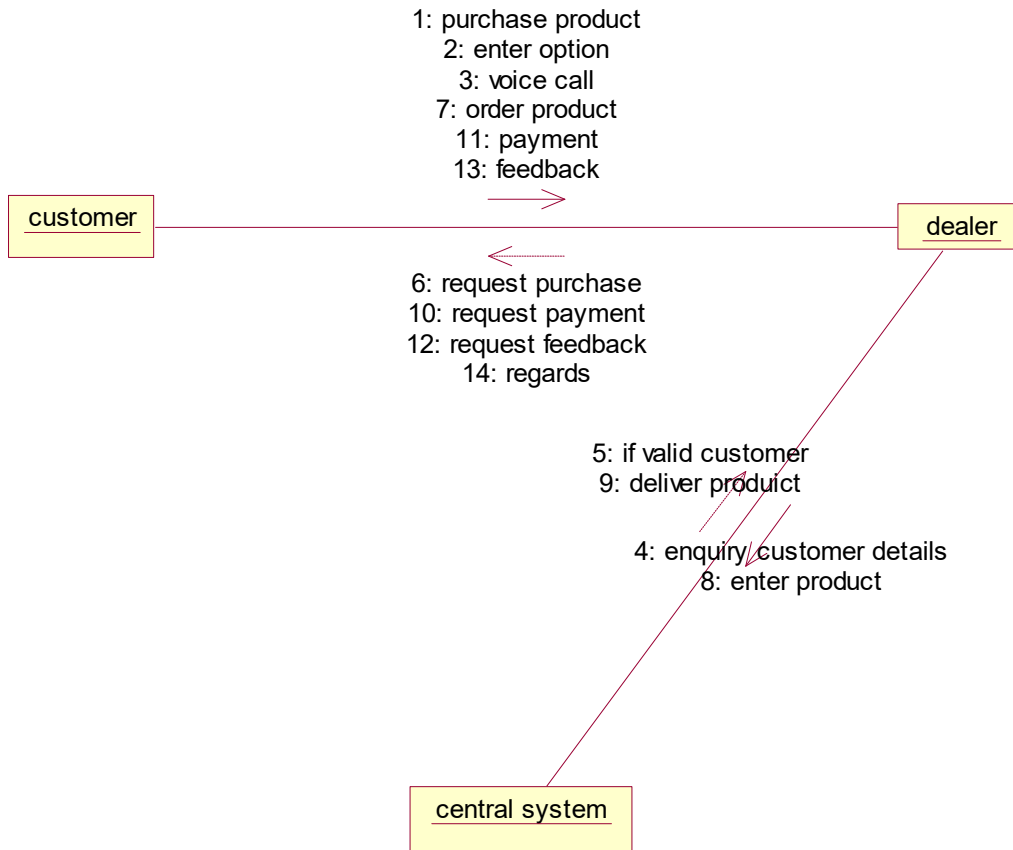 1: purchase product
2: enter option
3: voice call
7: order product
11: payment
13: feedback
customer
dealer
6: request purchase
10: request payment
12: request feedback
14: regards
5: if valid customer
9: deliver produict
4: enquiry customer details
8: enter product
central system